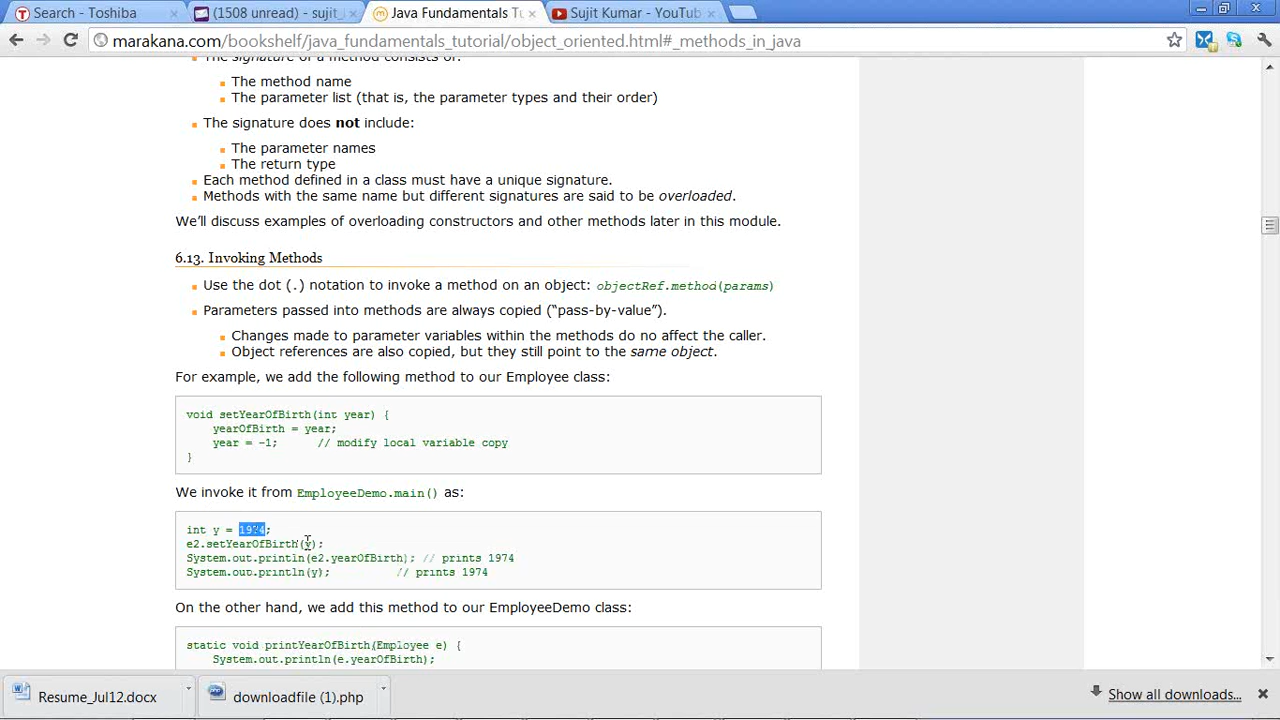 Search - Toshiba
(1508 unread) - sujit_
Java Fundamentals Tu
Sujit Kumar - YouTub
marakana.com/bookshelf/java_fundamentals_tutorial/object_oriented.html#_methods_in_java
The signature of a method consists of:
The method name
The parameter list (that is, the parameter types and their order)
The signature does not include:
The parameter names
The return type
Each method defined in a class must have a unique signature.
Methods with the same name but different signatures are said to be overloaded.
We'll discuss examples of overloading constructors and other methods later in this module.
6.13. Invoking Methods
Use the dot (.) notation to invoke a method on an object: objectRef.method(params)
Parameters passed into methods are always copied ("pass-by-value").
Changes made to parameter variables within the methods do no affect the caller.
Object references are also copied, but they still point to the same object.
For example, we add the following method to our Employee class:
void setYearOfBirth(int year) {
yearOfBirth = year;
year = -1; // modify local variable copy
}
We invoke it from EmployeeDemo.main() as:
int y = 1974;
e2.setYearOfBirth(y);
System.out.println(e2.yearOfBirth); // prints 1974
System.out.println(y); // prints 1974
On the other hand, we add this method to our EmployeeDemo class:
static void printYearOfBirth(Employee e) {
System.out.println(e.yearOfBirth);
Resume_Jul12.docx
downloadfile (1).php
Show all downloads...